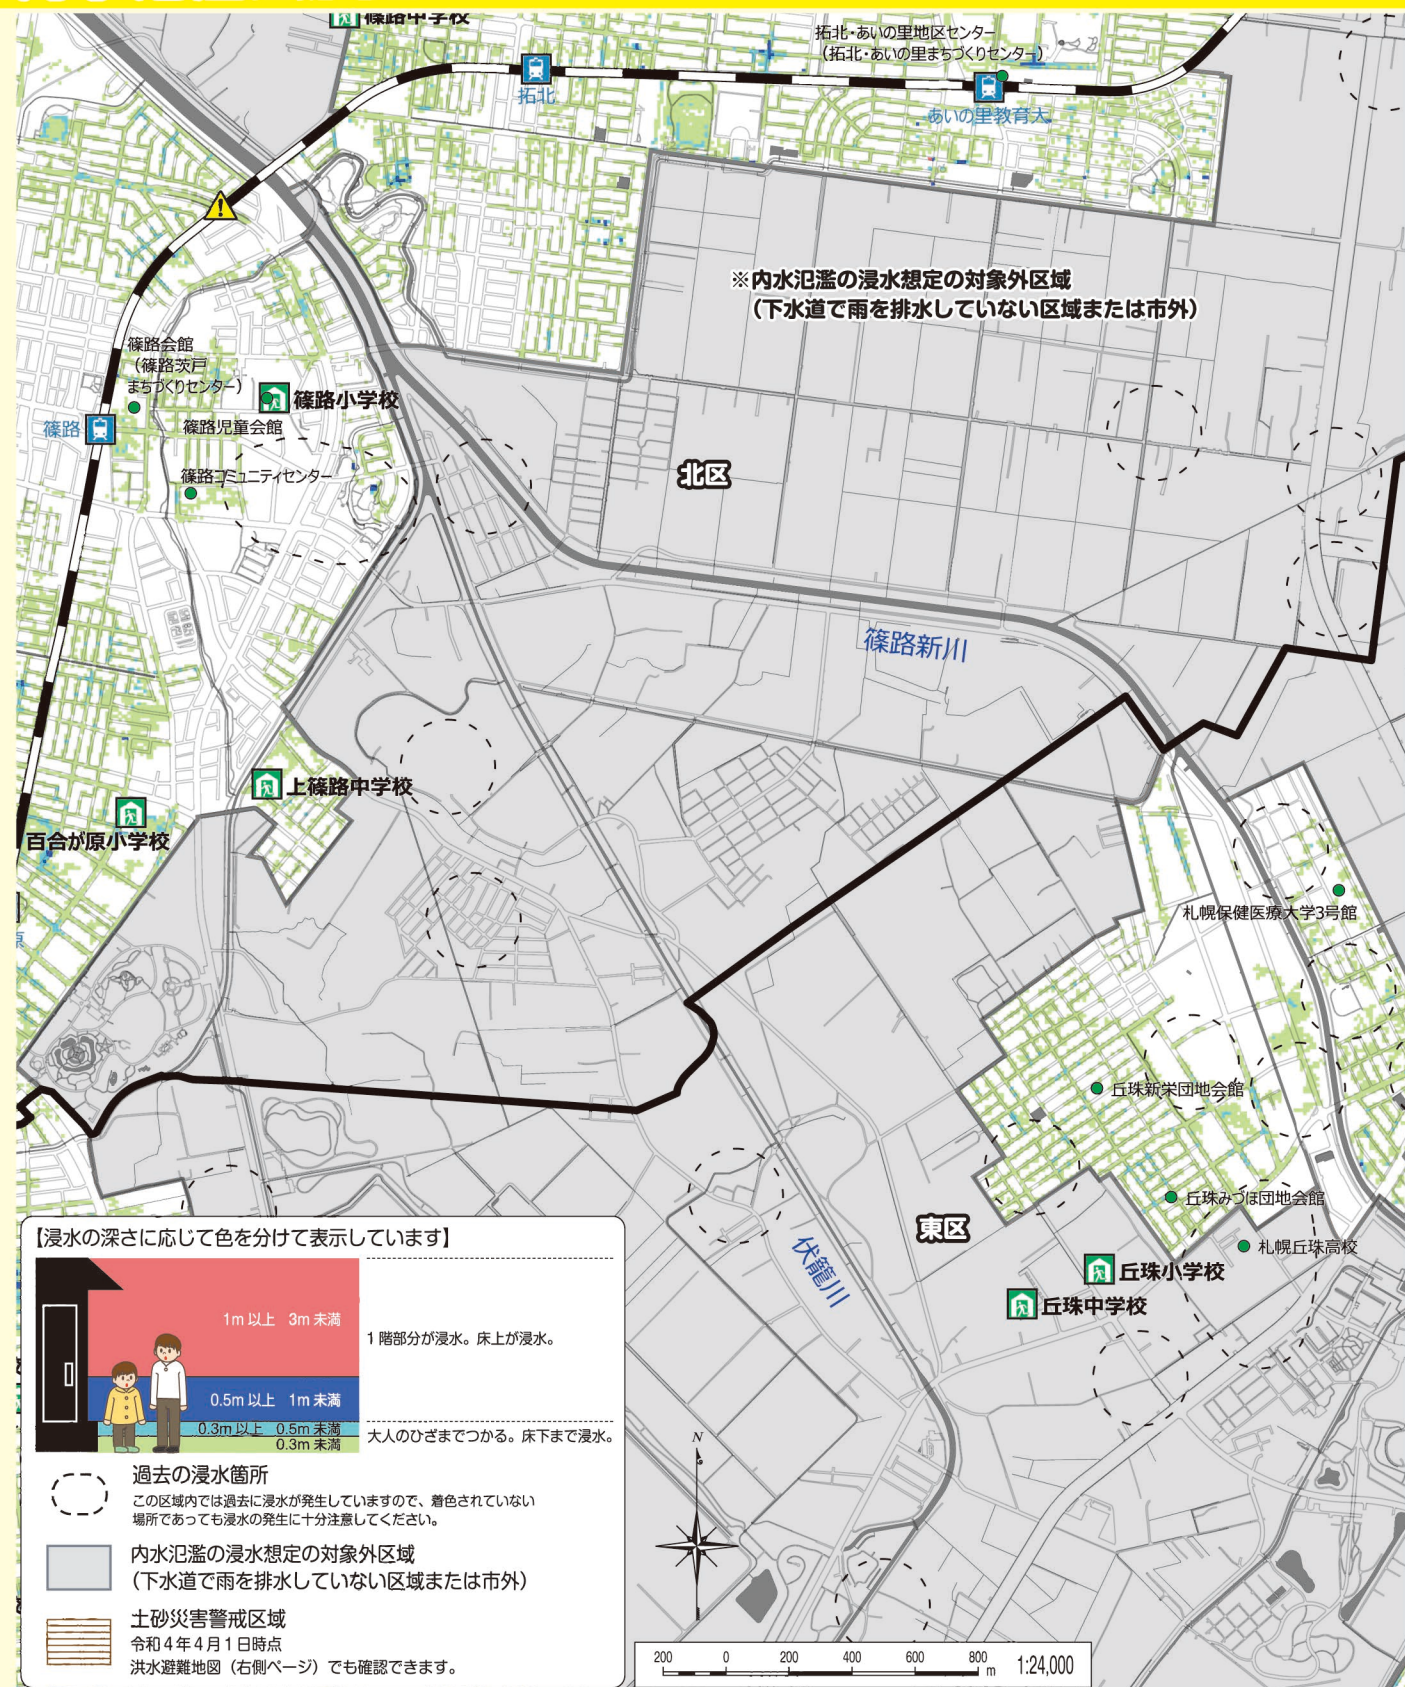 篠路中学校
拓北・あいの里地区センター
(拓北・あいの里まちづくりセンター)
拓北
あいの里教育大
※内水氾濫の浸水想定の対象外区域
(下水道で雨を排水していない区域または市外)
篠路会館
(篠路茨戸
まちづくりセンター)
篠路小学校
篠路
篠路児童会館
篠路コミュニティセンター
北区
篠路新川
上篠路中学校
百合が原小学校
札幌保健医療大学3号館
丘珠新栄団地会館
丘珠みづほ団地会館
東区
札幌丘珠高校
伏籠川
丘珠小学校
丘珠中学校
【浸水の深さに応じて色を分けて表示しています】
1m以上 3m未満
1階部分が浸水。床上が浸水。
0.5m以上 1m未満
0.3m以上 0.5m未満
0.3m未満
大人のひざまでつかる。床下まで浸水。
過去の浸水箇所
この区域内では過去に浸水が発生していますので、着色されていない
場所であっても浸水の発生に十分注意してください。
内水氾濫の浸水想定の対象外区域
(下水道で雨を排水していない区域または市外)
土砂災害警戒区域
令和4年4月1日時点
洪水避難地図(右側ページ)でも確認できます。
N
200 0 200 400 600 800 m 1:24,000